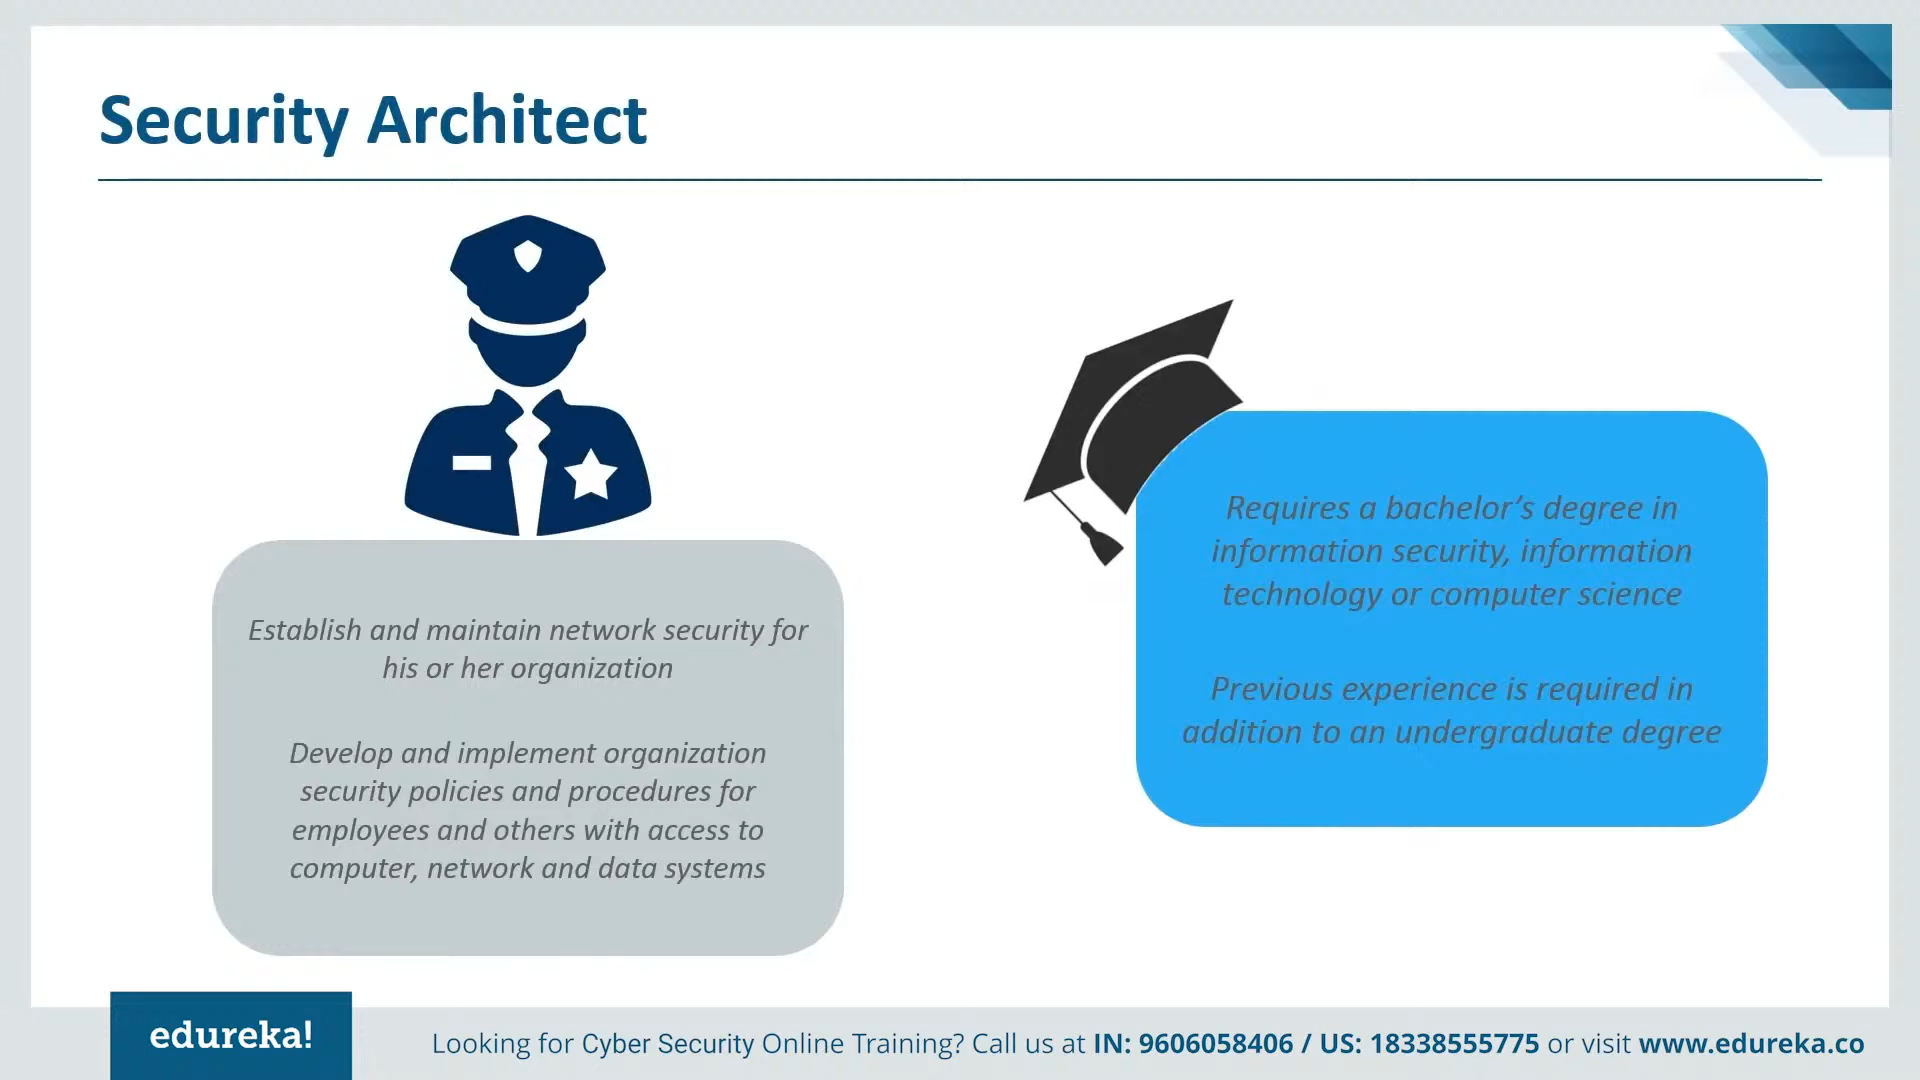 Security Architect
Establish and maintain network security for
his or her organization
Develop and implement organization
security policies and procedures for
employees and others with access to
computer, network and data systems
Requires a bachelor’s degree in
information security, information
technology or computer science
Previous experience is required in
addition to an undergraduate degree
edureka!
Looking for Cyber Security Online Training? Call us at IN: 9606058406 / US: 18338555775 or visit www.edureka.co